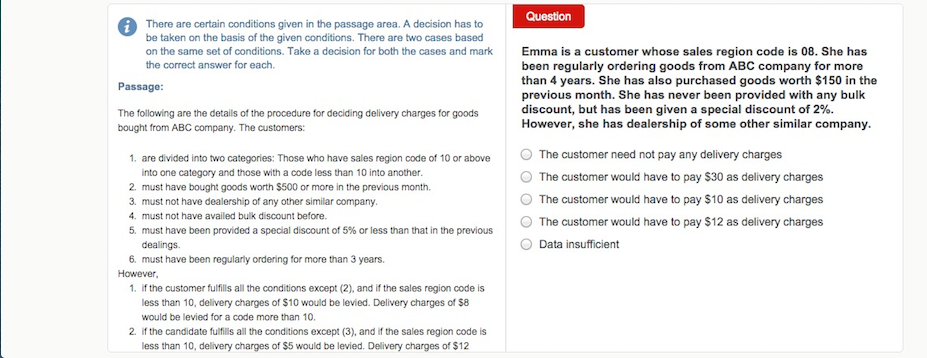 There are certain conditions given in the passage area. A decision has to
be taken on the basis of the given conditions. There are two cases based
on the same set of conditions. Take a decision for both the cases and mark
the correct answer for each.
Passage:
The following are the details of the procedure for deciding delivery charges for goods
bought from ABC company. The customers:
1. are divided into two categories: Those who have sales region code of 10 or above
into one category and those with a code less than 10 into another.
2. must have bought goods worth $500 or more in the previous month.
3. must not have dealership of any other similar company.
4. must not have availed bulk discount before.
5. must have been provided a special discount of 5% or less than that in the previous
dealings.
6. must have been regularly ordering for more than 3 years.
However,
1. if the customer fulfills all the conditions except (2), and if the sales region code is
less than 10, delivery charges of $10 would be levied. Delivery charges of $8
would be levied for a code more than 10.
2. if the candidate fulfills all the conditions except (3), and if the sales region code is
less than 10, delivery charges of $5 would be levied. Delivery charges of $12
Question
Emma is a customer whose sales region code is 08. She has
been regularly ordering goods from ABC company for more
than 4 years. She has also purchased goods worth $150 in the
previous month. She has never been provided with any bulk
discount, but has been given a special discount of 2%.
However, she has dealership of some other similar company.
The customer need not pay any delivery charges
The customer would have to pay $30 as delivery charges
The customer would have to pay $10 as delivery charges
The customer would have to pay $12 as delivery charges
Data insufficient